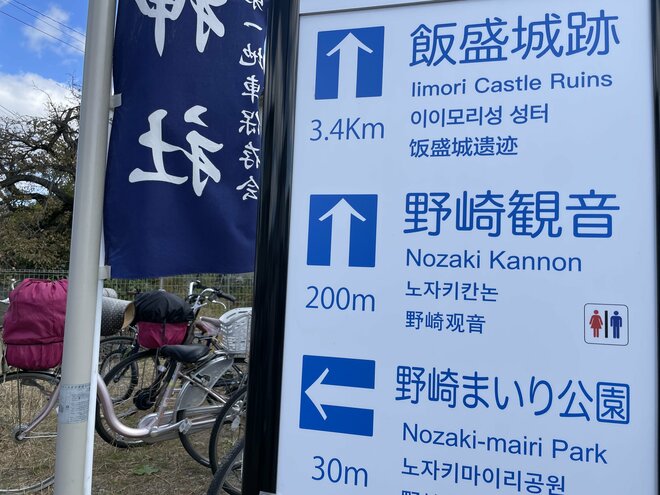 神
社
第一地車保存会
飯盛城跡
Iimori Castle Ruins
이이모리성 성터
饭盛城遗迹
3.4Km
野崎観音
Nozaki Kannon
노자키칸논
野崎观音
200m
野崎まいり公園
Nozaki-mairi Park
노자키마이리공원
30m